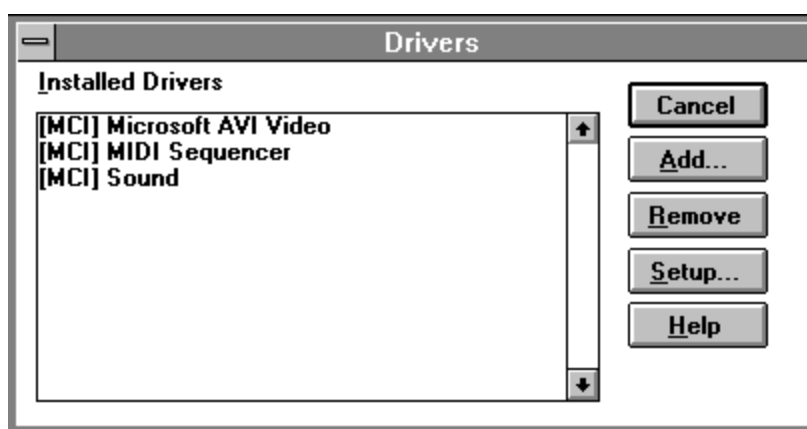 Drivers
Installed Drivers
[MCI] Microsoft AVI Video
[MCI] MIDI Sequencer
[MCI] Sound
Cancel
Add...
Remove
Setup...
Help